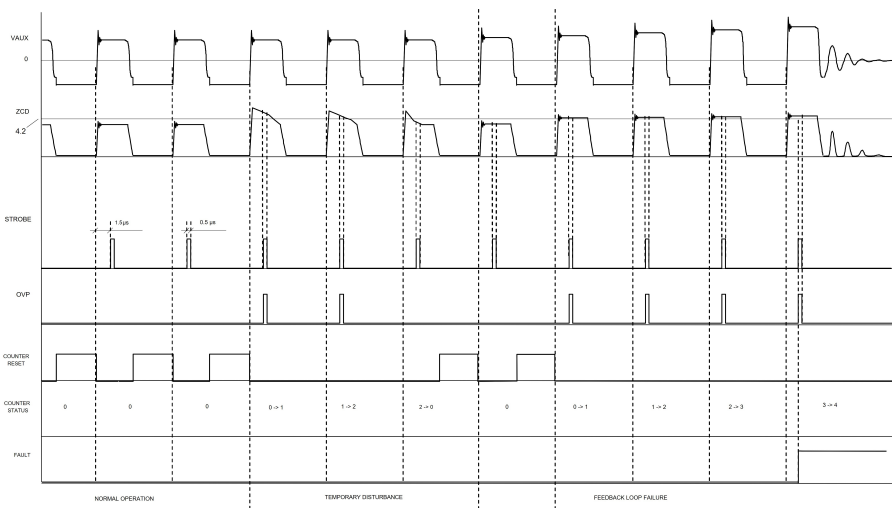 VAUX
0
ZCD
4.2
STROBE
1.5 µs
0.5 µs
OVP
COUNTER
RESET
COUNTER
STATUS
0
0
0
0 -> 1
1 -> 2
2 -> 0
0
0 -> 1
1 -> 2
2 -> 3
3 -> 4
FAULT
NORMAL OPERATION
TEMPORARY DISTURBANCE
FEEDBACK LOOP FAILURE